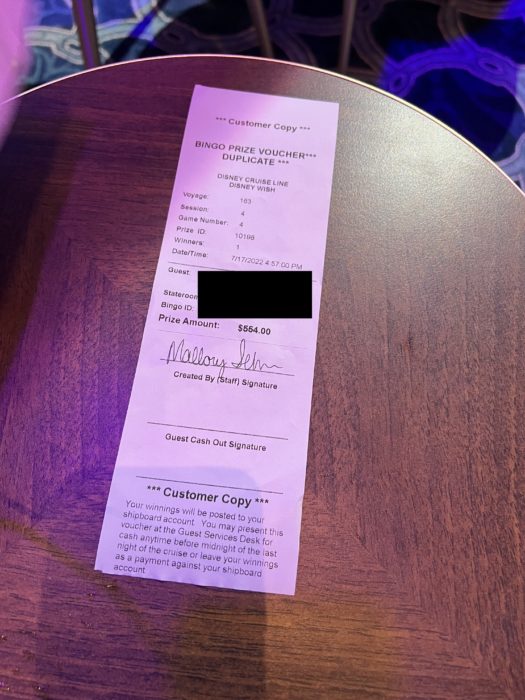 *** Customer Copy ***
BINGO PRIZE VOUCHER***
DUPLICATE ***
DISNEY CRUISE LINE
DISNEY WISH
Voyage: 163
Session: 4
Game Number: 4
Prize ID: 10196
Winners: 1
Date/Time: 7/17/2022 4:57:00 PM
Guest:
Stateroom
Bingo ID:
Prize Amount: $554.00
Mallory
Created By (Staff) Signature
Guest Cash Out Signature
*** Customer Copy ***
Your winnings will be posted to your
shipboard account. You may present this
voucher at the Guest Services Desk for
cash anytime before midnight of the last
night of the cruise or leave your winnings
as a payment against your shipboard
account